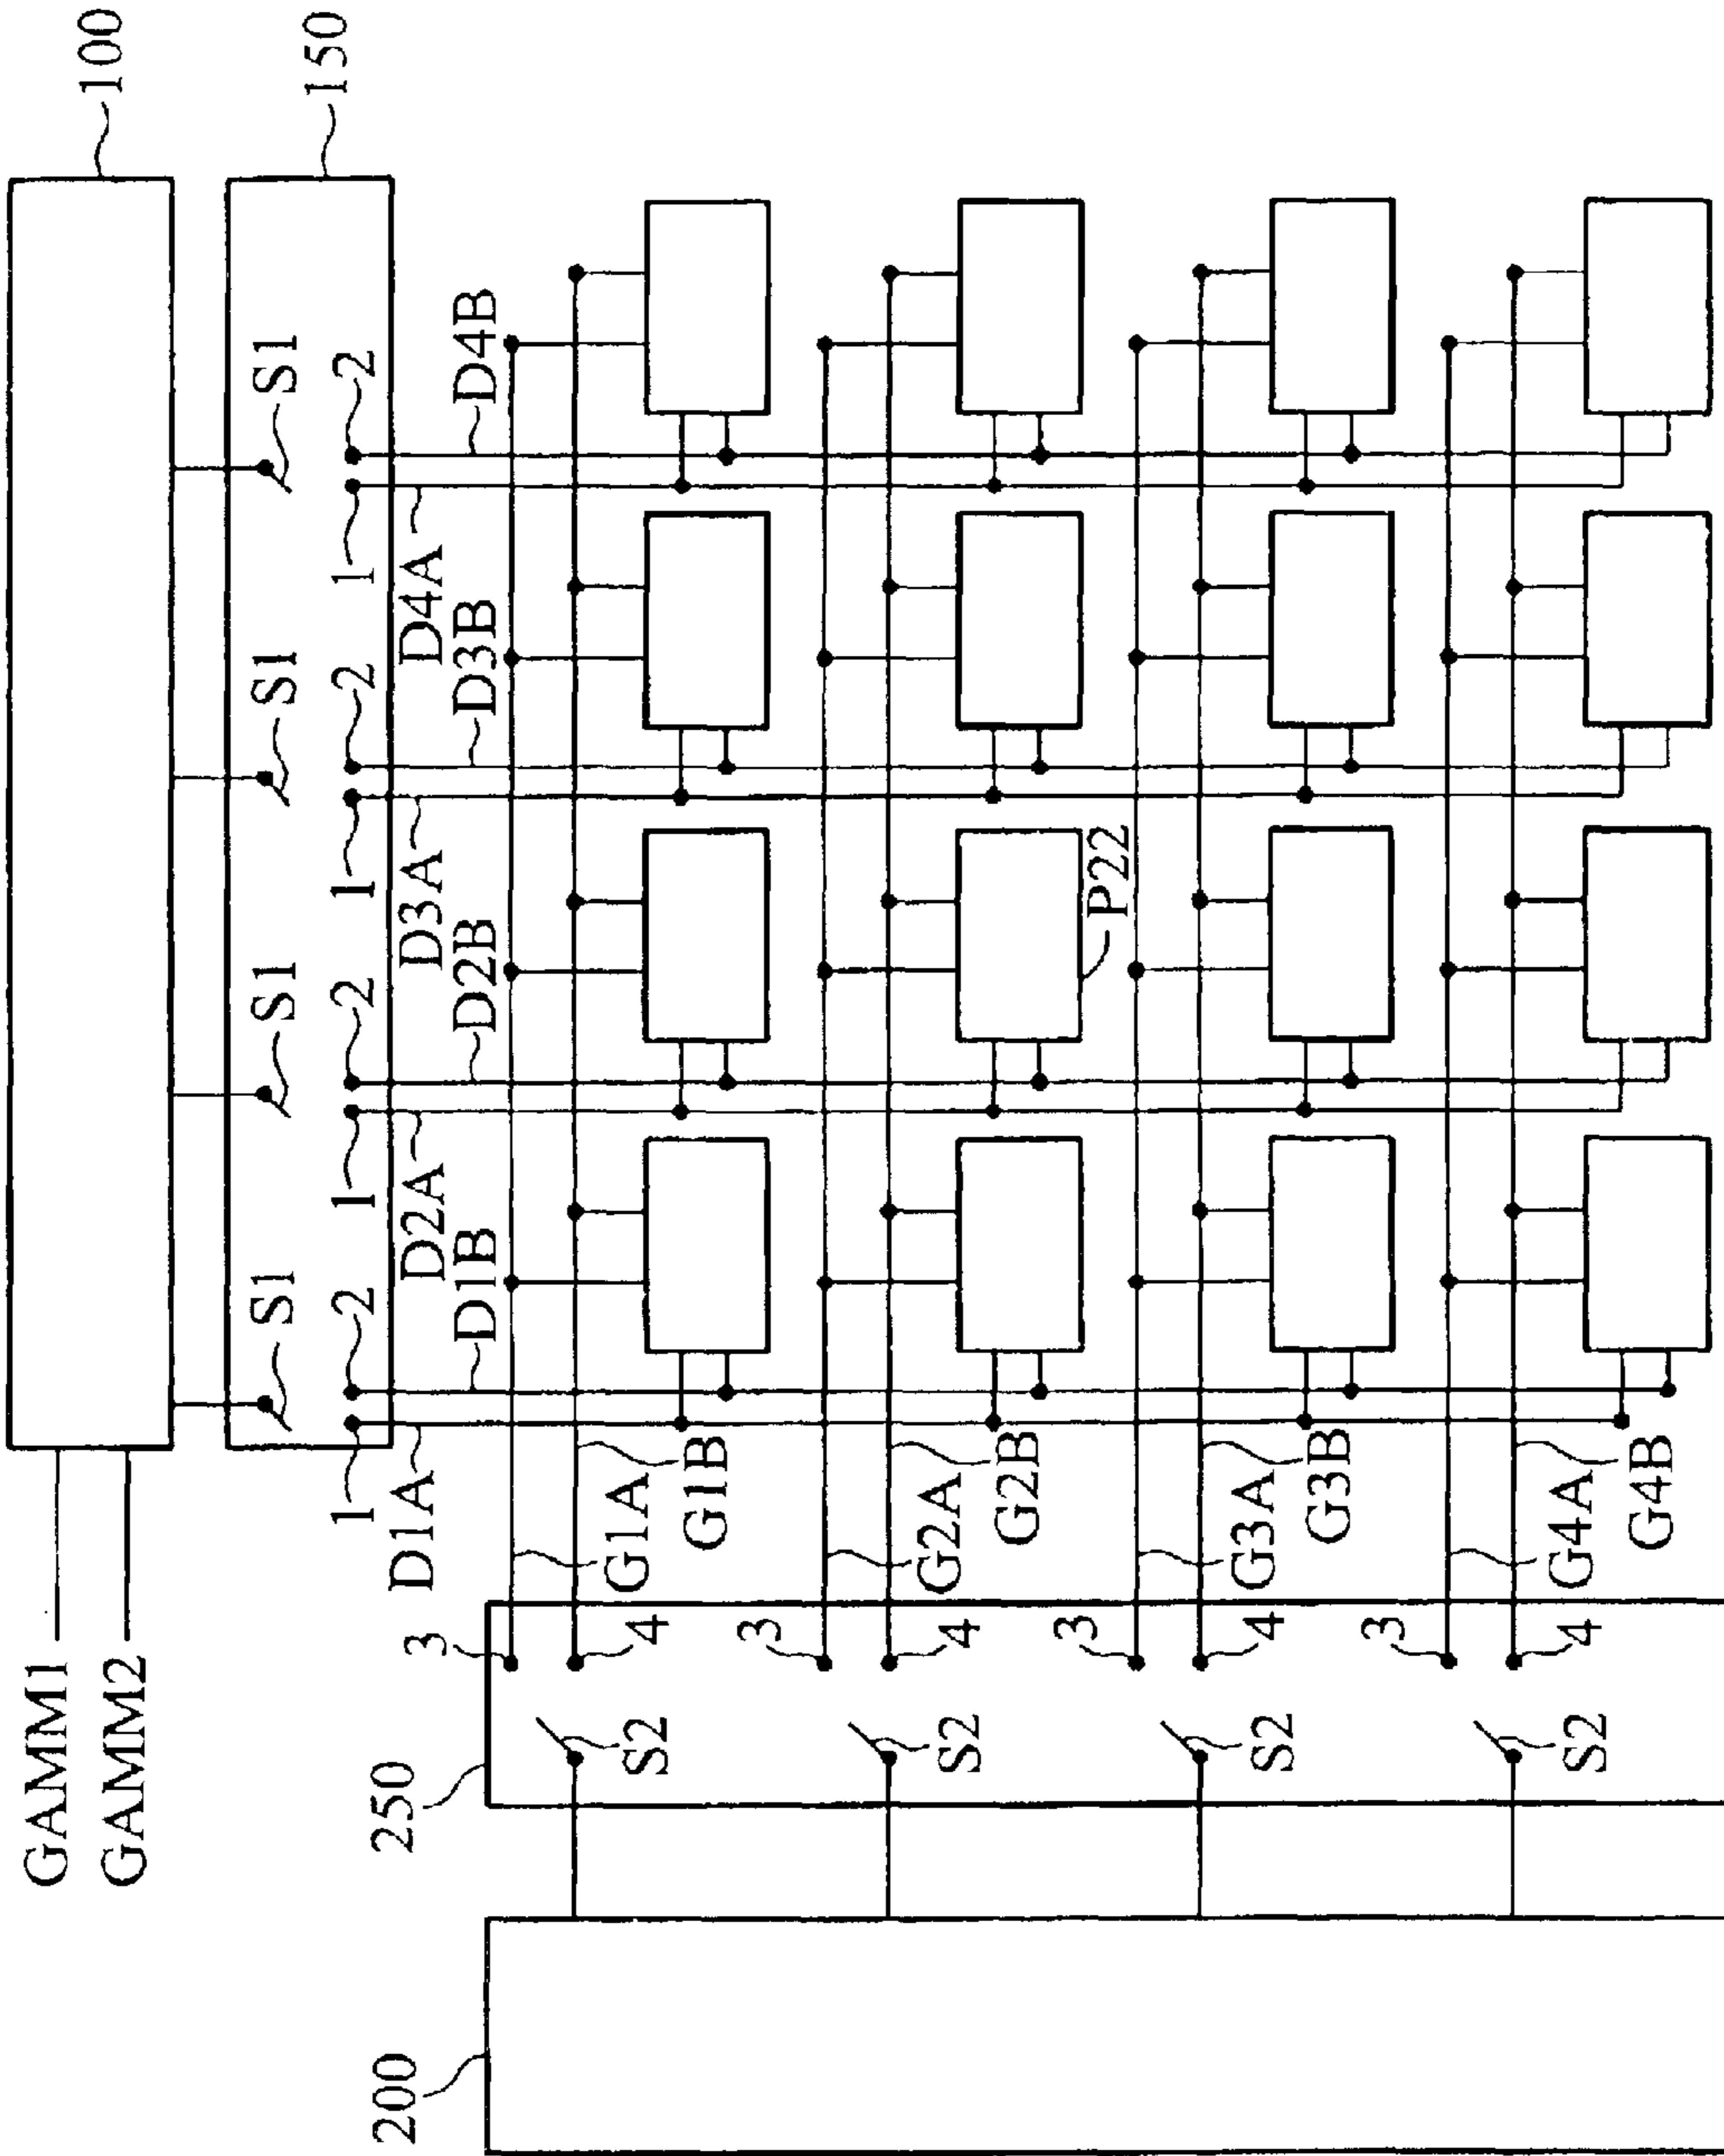 GAMM1
GAMM2
100
150
S1 S1 S1 S1
1 2 1 2 1 2 1 2
D1A D2A D3A D4A
D1B D2B D3B D4B
200
250
3
4
S2
G1A
G1B
3
4
S2
G2A
G2B
P22
3
4
S2
G3A
G3B
3
4
S2
G4A
G4B